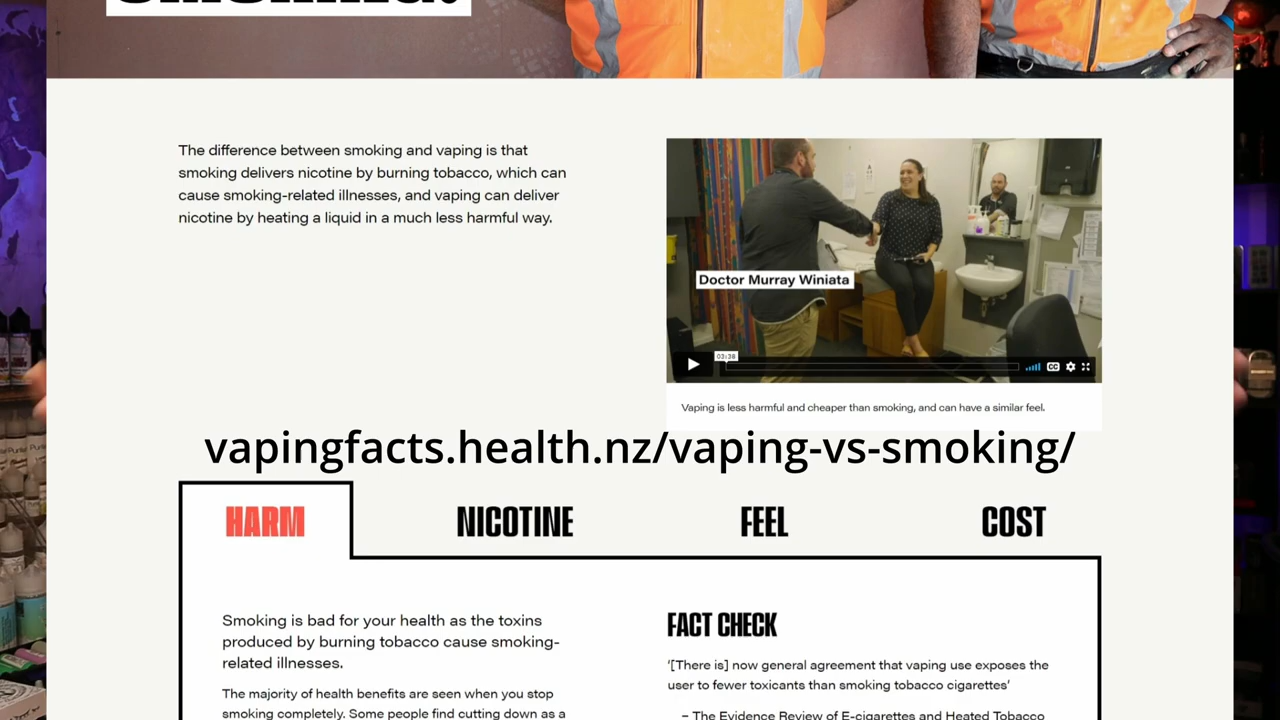 The difference between smoking and vaping is that
smoking delivers nicotine by burning tobacco, which can
cause smoking-related illnesses, and vaping can deliver
nicotine by heating a liquid in a much less harmful way.
Doctor Murray Winiata
03:38
CC
Vaping is less harmful and cheaper than smoking, and can have a similar feel.
vapingfacts.health.nz/vaping-vs-smoking/
HARM
NICOTINE
FEEL
COST
Smoking is bad for your health as the toxins
produced by burning tobacco cause smoking-
related illnesses.
The majority of health benefits are seen when you stop
smoking completely. Some people find cutting down as a
FACT CHECK
‘[There is] now general agreement that vaping use exposes the
user to fewer toxicants than smoking tobacco cigarettes’
– The Evidence Review of E-cigarettes and Heated Tobacco